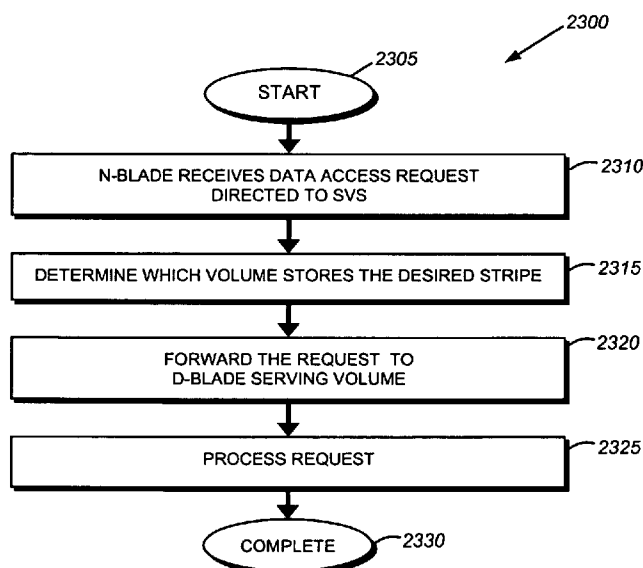 2300
2305
START
N-BLADE RECEIVES DATA ACCESS REQUEST
DIRECTED TO SVS
2310
DETERMINE WHICH VOLUME STORES THE DESIRED STRIPE
2315
FORWARD THE REQUEST TO
D-BLADE SERVING VOLUME
2320
PROCESS REQUEST
2325
COMPLETE
2330